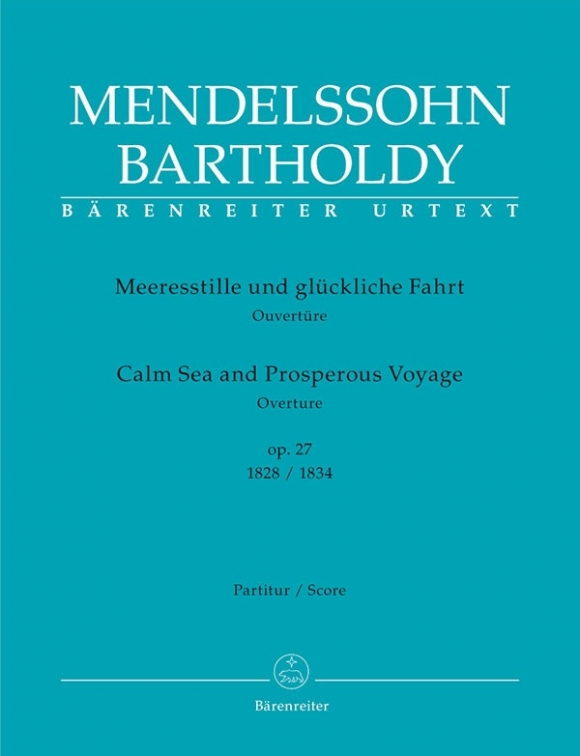 MENDELSSOHN
BARTHOLDY
BÄRENREITER URTEXT
Meeresstille und glückliche Fahrt
Ouvertüre
Calm Sea and Prosperous Voyage
Overture
op. 27
1828 / 1834
Partitur / Score
Bärenreiter